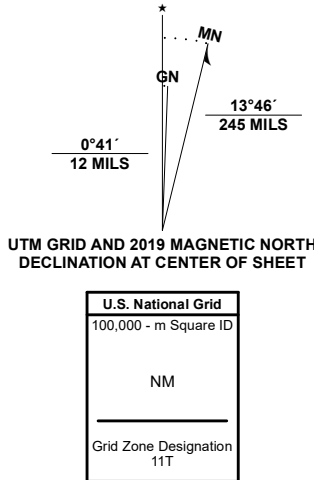 ★
MN
GN
0°41´
12 MILS
13°46´
245 MILS
UTM GRID AND 2019 MAGNETIC NORTH
DECLINATION AT CENTER OF SHEET
U.S. National Grid
100,000 - m Square ID
NM
Grid Zone Designation
11T